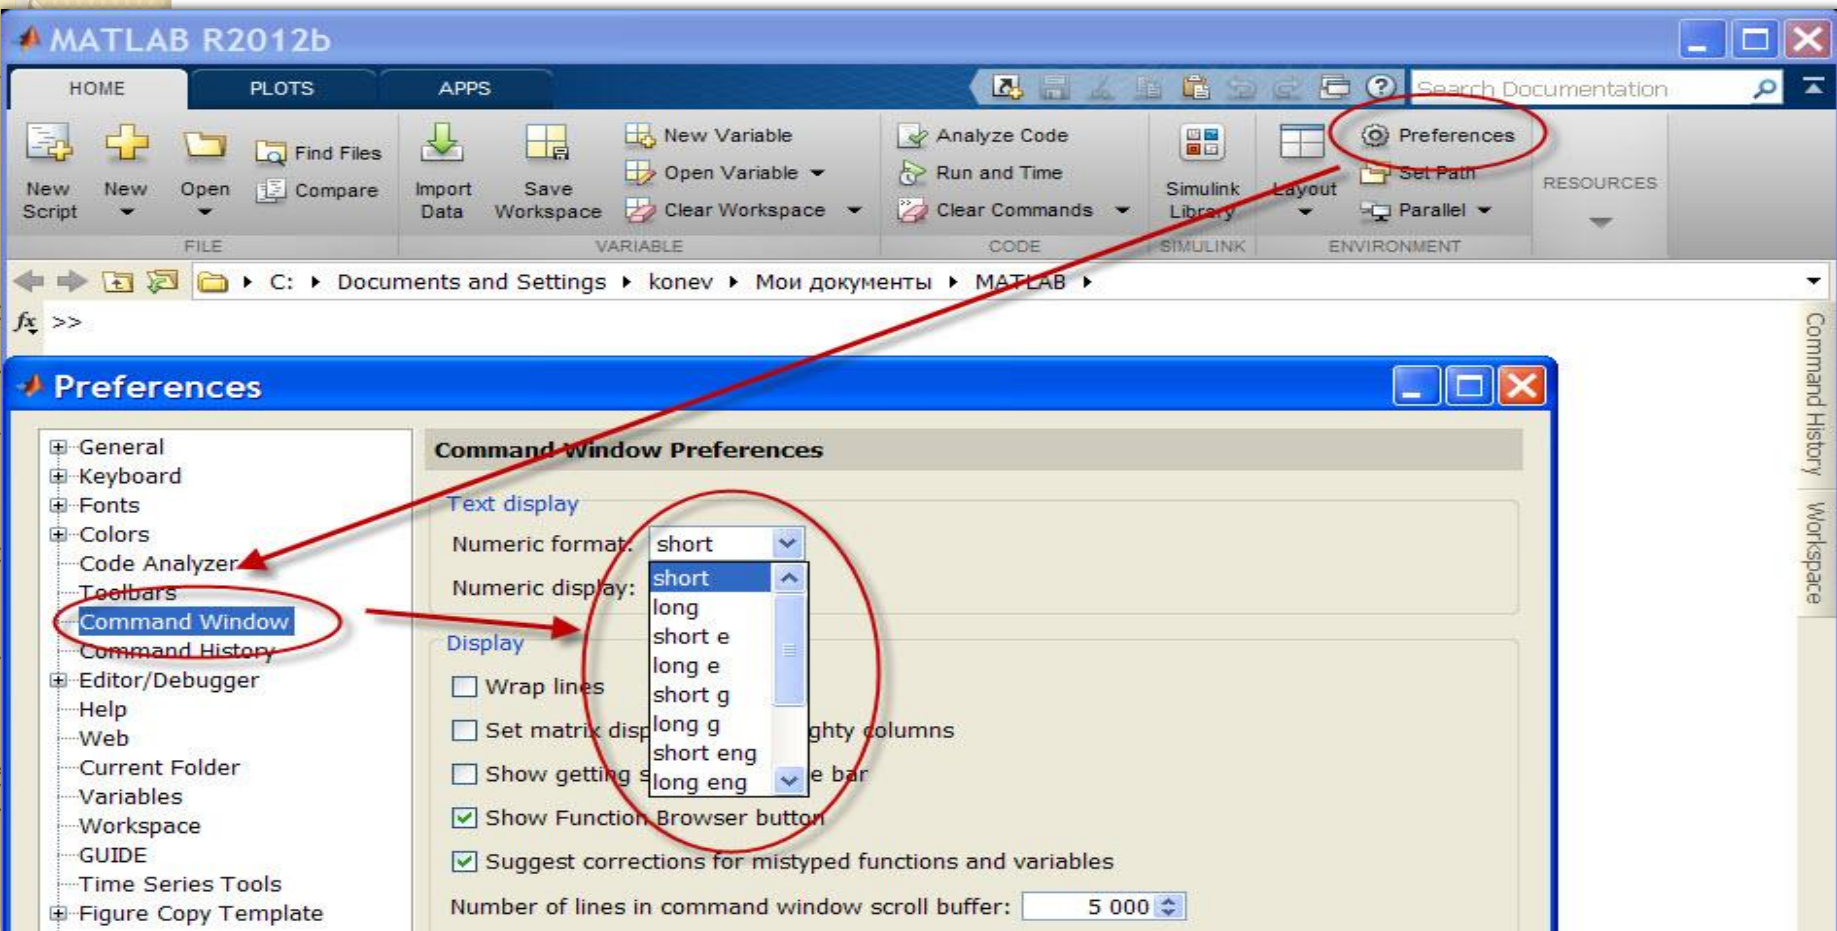 MATLAB R2012b
HOME PLOTS APPS Search Documentation
New Script New Open Find Files Compare
Import Data Save Workspace New Variable Open Variable Clear Workspace
Analyze Code Run and Time Clear Commands
Simulink Library Layout Preferences Set Path Parallel
RESOURCES
FILE VARIABLE CODE SIMULINK ENVIRONMENT
C: Documents and Settings konev Мои документы MATLAB
fx >>
Command History
Workspace
Preferences
General
Keyboard
Fonts
Colors
Code Analyzer
Toolbars
Command Window
Command History
Editor/Debugger
Help
Web
Current Folder
Variables
Workspace
GUIDE
Time Series Tools
Figure Copy Template
Command Window Preferences
Text display
Numeric format: short
Numeric display:
short
long
short e
long e
short g
long g
short eng
long eng
Display
Wrap lines
Set matrix columns
Show getting bar
Show Function Browser button
Suggest corrections for mistyped functions and variables
Number of lines in command window scroll buffer: 5 000